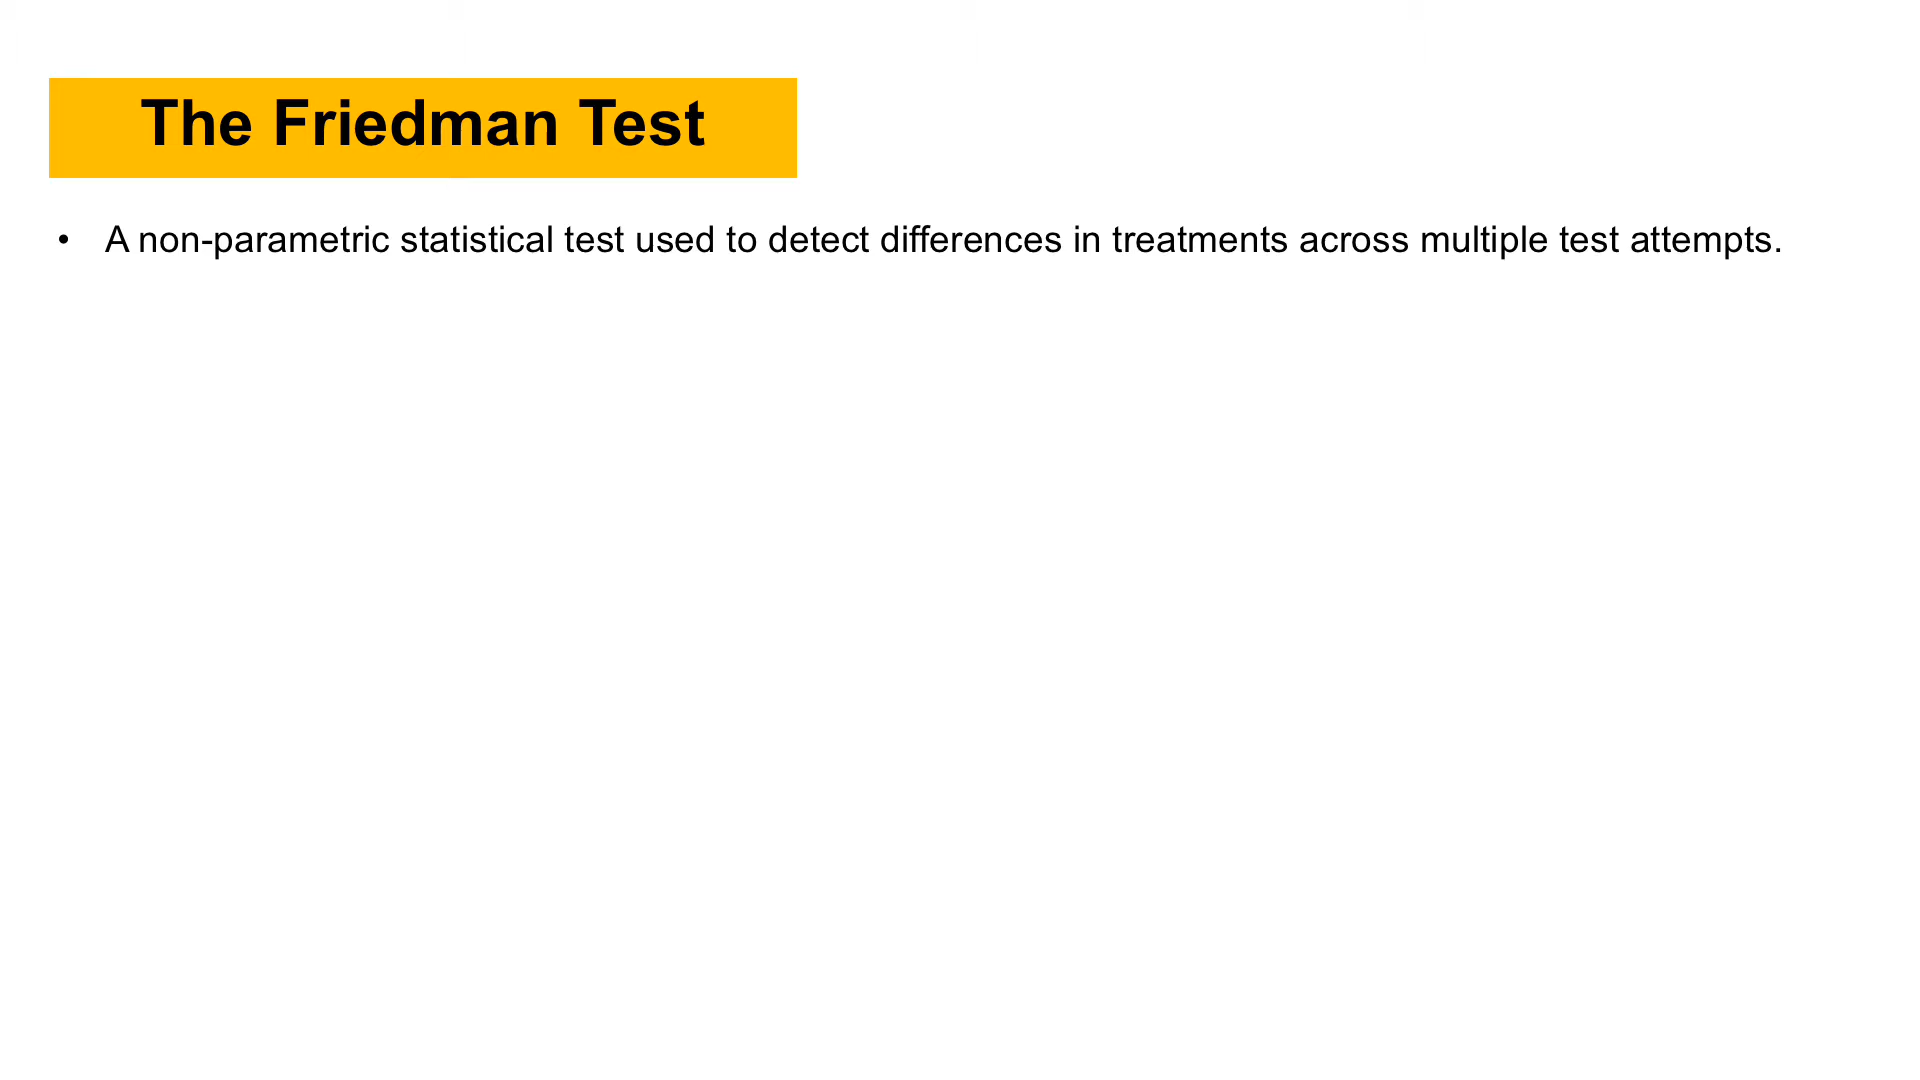 The Friedman Test
• A non-parametric statistical test used to detect differences in treatments across multiple test attempts.